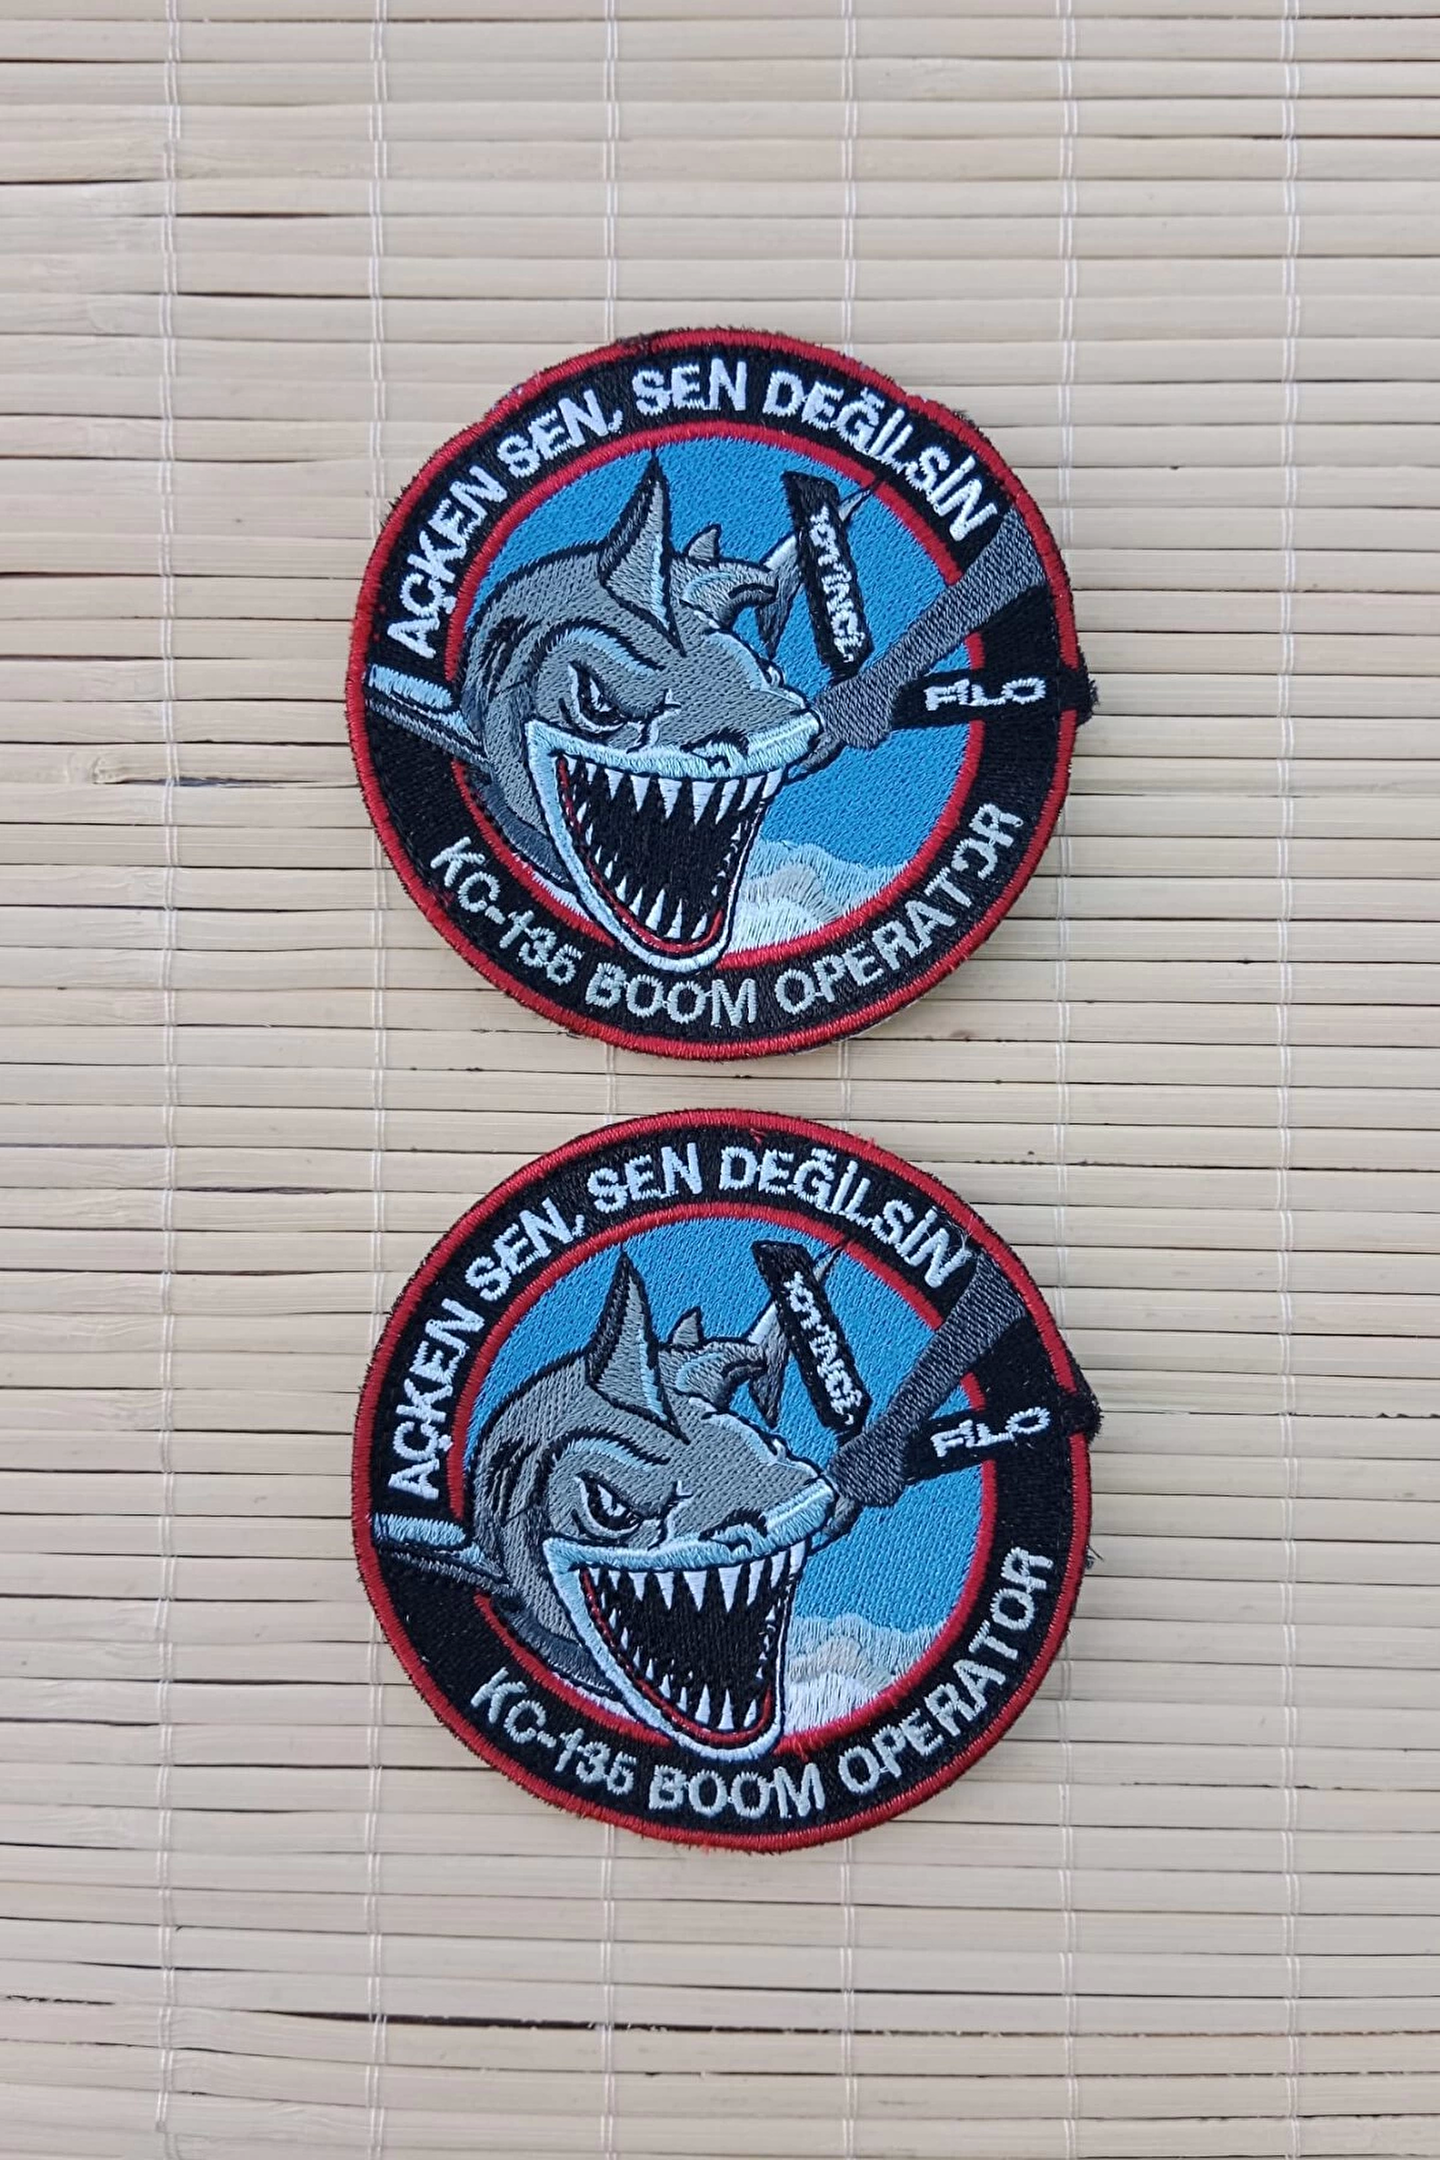 AÇKEN SEN, SEN DEĞİLSİN
FİLO
KC-135 BOOM OPERATOR
AÇKEN SEN, SEN DEĞİLSİN
FİLO
KC-135 BOOM OPERATOR